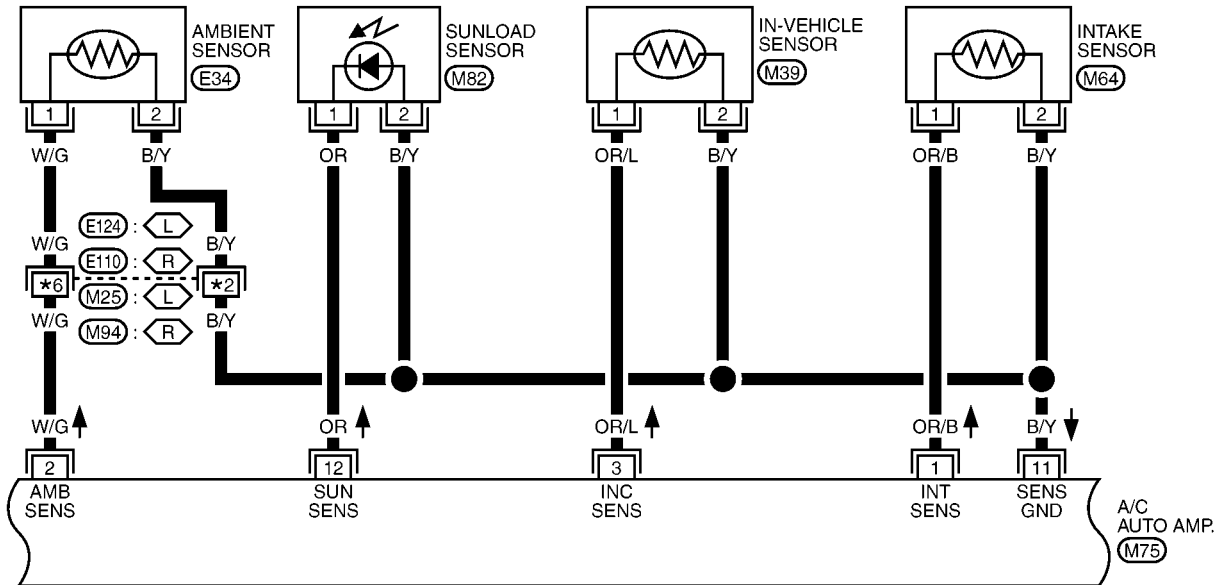 AMBIENT
SENSOR
E34
SUNLOAD
SENSOR
M82
IN-VEHICLE
SENSOR
M39
INTAKE
SENSOR
M64
1 2 1 2 1 2 1 2
W/G B/Y OR B/Y OR/L B/Y OR/B B/Y
E124 : L
W/G B/Y
E110 : R
*6 *2
M25 : L
W/G B/Y
M94 : R
W/G OR OR/L OR/B B/Y
2 12 3 1 11
AMB
SENS
SUN
SENS
INC
SENS
INT
SENS
SENS
GND
A/C
AUTO AMP.
M75